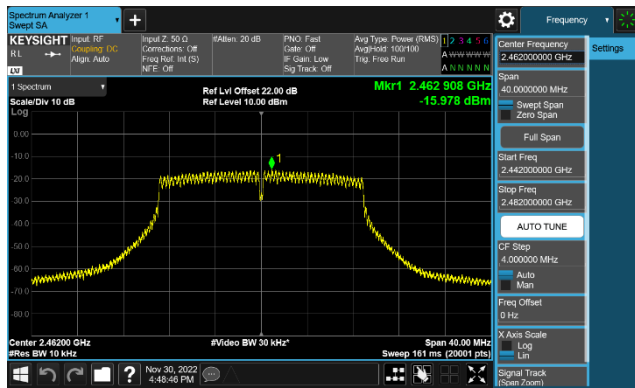 Spectrum Analyzer 1
Swept SA
Frequency
KEYSIGHT
RL
Input: RF
Coupling: DC
Align: Auto
Input Z: 50 Ω
Corrections: Off
Freq Ref: Int (S)
NFE: Off
#Atten: 20 dB
PNO: Fast
Gate: Off
IF Gain: Low
Sig Track: Off
Avg Type: Power (RMS)
Avg|Hold: 100/100
Trig: Free Run
1 2 3 4 5 6
A W W W W W
A N N N N N
LXI
1 Spectrum
Scale/Div 10 dB
Log
Ref Lvl Offset 22.00 dB
Ref Level 10.00 dBm
Mkr1 2.462 908 GHz
-15.978 dBm
0.00
-10.0
-20.0
-30.0
-40.0
-50.0
-60.0
-70.0
-80.0
1
Center 2.46200 GHz
#Res BW 10 kHz
#Video BW 30 kHz*
Span 40.00 MHz
Sweep 161 ms (20001 pts)
Nov 30, 2022
4:48:46 PM
Center Frequency
2.462000000 GHz
Settings
Span
40.0000000 MHz
Swept Span
Zero Span
Full Span
Start Freq
2.442000000 GHz
Stop Freq
2.482000000 GHz
AUTO TUNE
CF Step
4.000000 MHz
Auto
Man
Freq Offset
0 Hz
X Axis Scale
Log
Lin
Signal Track
(Span Zoom)